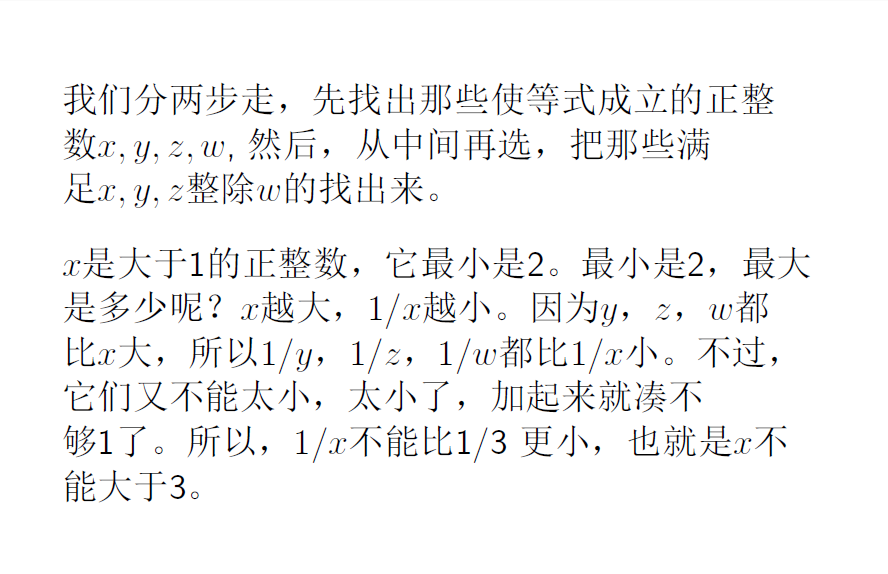 我们分两步走，先找出那些使等式成立的正整
数x, y, z, w, 然后，从中间再选，把那些满
足x, y, z整除w的找出来。
x是大于1的正整数，它最小是2。最小是2，最大
是多少呢？x越大，1/x越小。因为y，z，w都
比x大，所以1/y，1/z，1/w都比1/x小。不过，
它们又不能太小，太小了，加起来就凑不
够1了。所以，1/x不能比1/3 更小，也就是x不
能大于3。